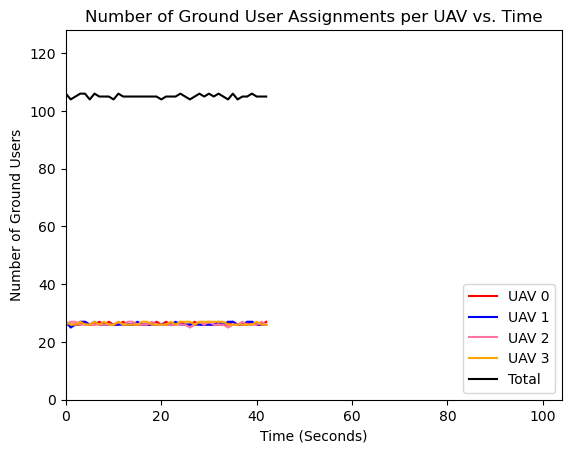 Number of Ground User Assignments per UAV vs. Time
Number of Ground Users
120
100
80
60
40
20
0
0 20 40 60 80 100
Time (Seconds)
UAV 0
UAV 1
UAV 2
UAV 3
Total